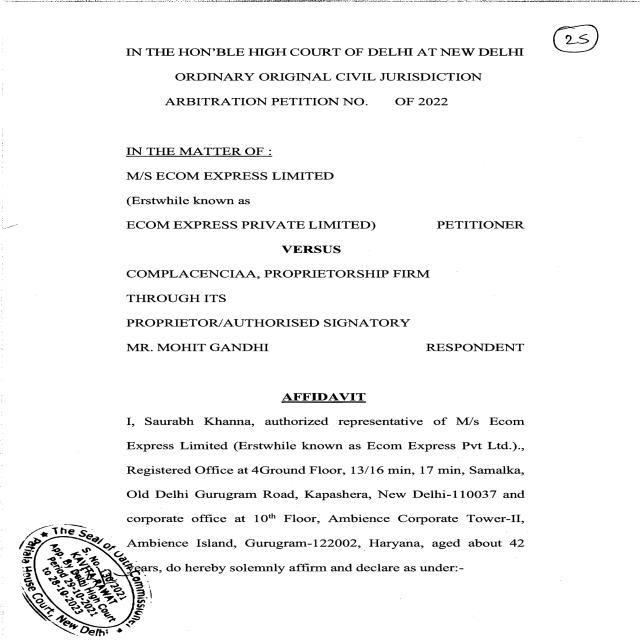 25
IN THE HON'BLE HIGH COURT OF DELHI AT NEW DELHI
ORDINARY ORIGINAL CIVIL JURISDICTION
ARBITRATION PETITION NO. OF 2022
IN THE MATTER OF :
M/S ECOM EXPRESS LIMITED
(Erstwhile known as
ECOM EXPRESS PRIVATE LIMITED) PETITIONER
VERSUS
COMPLACENCIAA, PROPRIETORSHIP FIRM
THROUGH ITS
PROPRIETOR/AUTHORISED SIGNATORY
MR. MOHIT GANDHI RESPONDENT
AFFIDAVIT
I, Saurabh Khanna, authorized representative of M/s Ecom
Express Limited (Erstwhile known as Ecom Express Pvt Ltd.).,
Registered Office at 4Ground Floor, 13/16 min, 17 min, Samalka,
Old Delhi Gurugram Road, Kapashera, New Delhi-110037 and
corporate office at 10th Floor, Ambience Corporate Tower-II,
Ambience Island, Gurugram-122002, Haryana, aged about 42
years, do hereby solemnly affirm and declare as under:-
The Seal of Oath Commissioner
S. No. /2021
KAVITA RAWAT
App. By Delhi High Court
Period 29-10-2021
to 28-10-2023
Patiala House Court, New Delhi